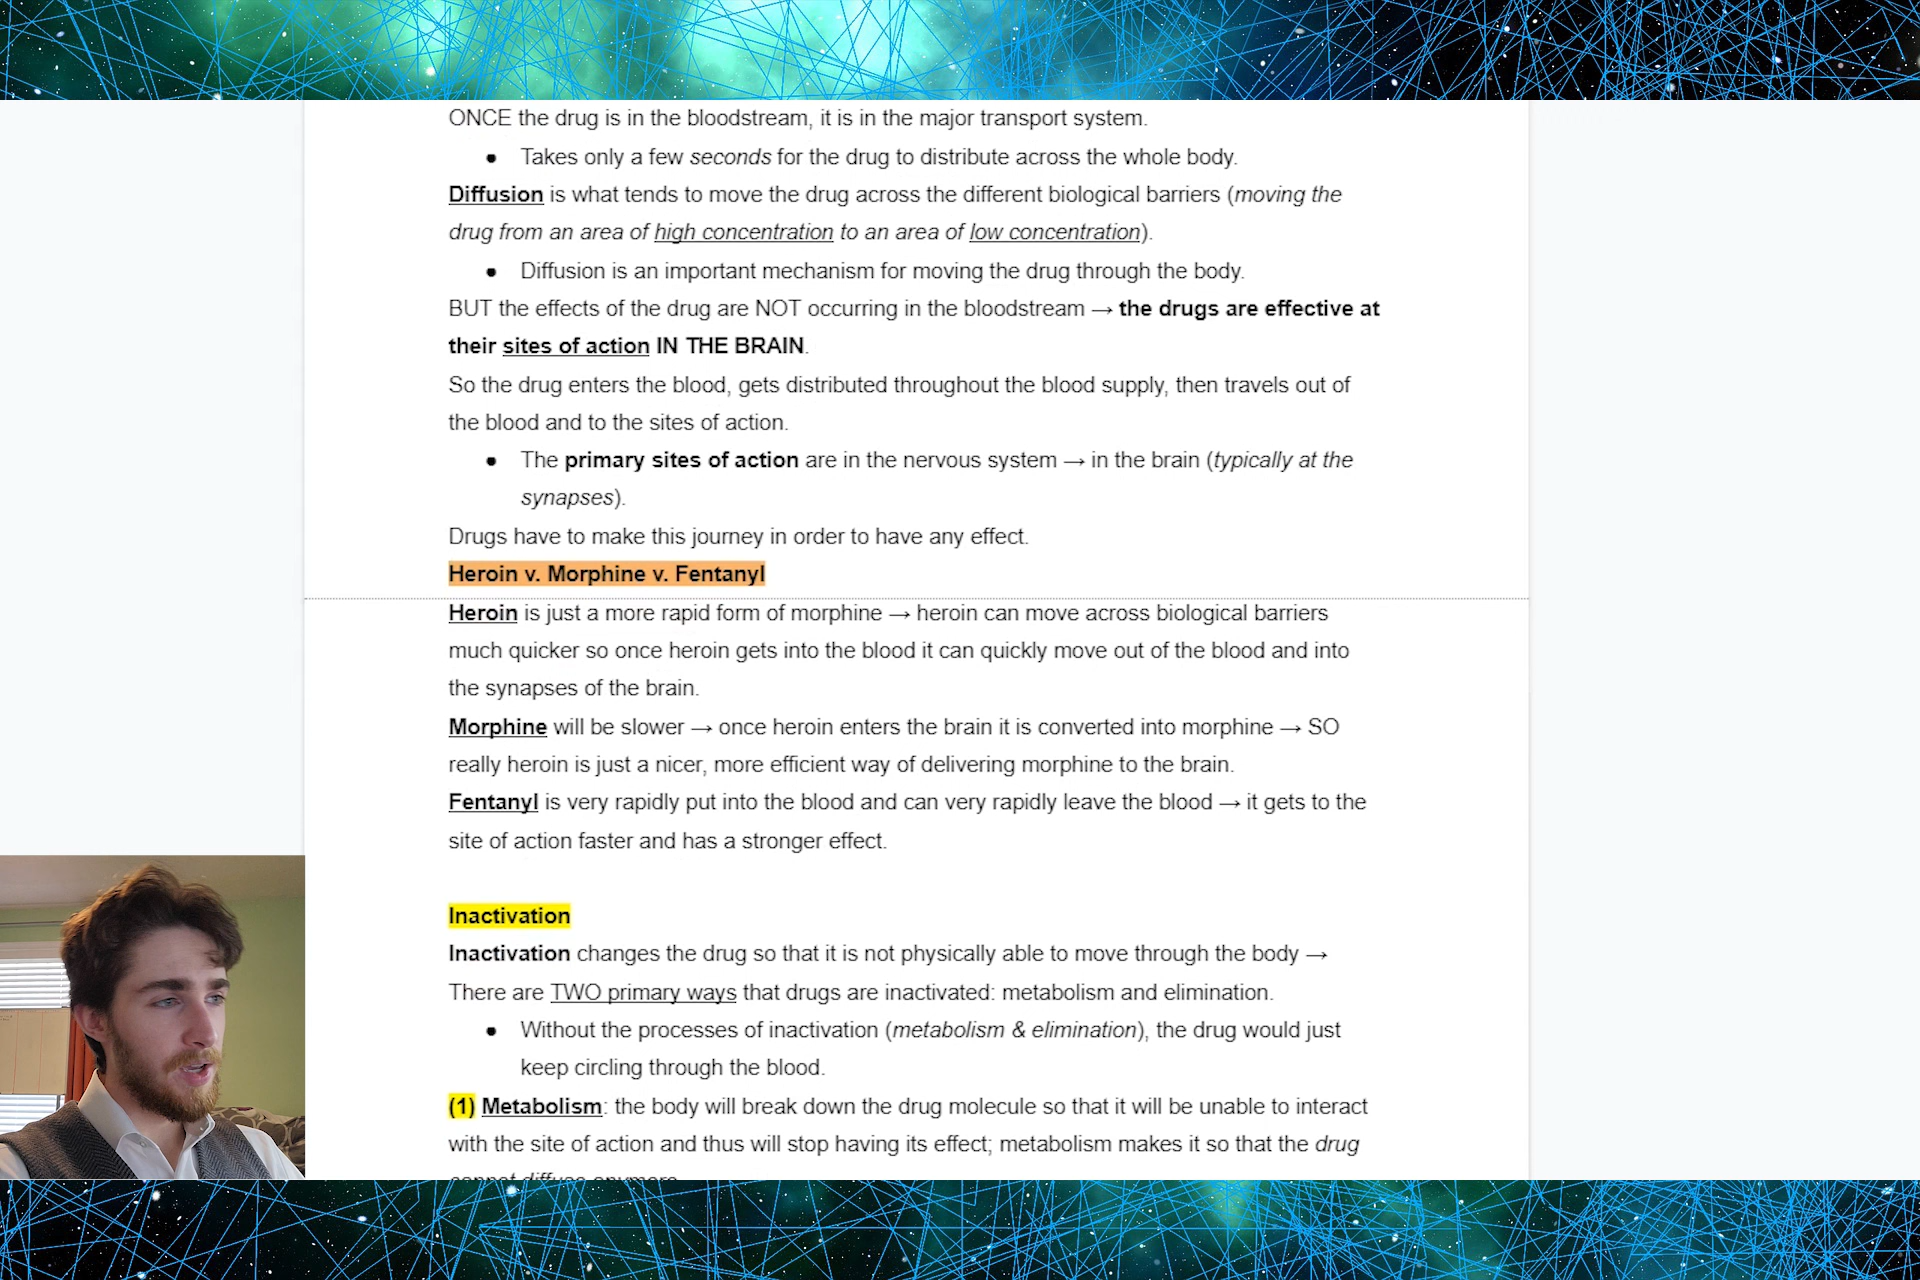 ONCE the drug is in the bloodstream, it is in the major transport system.
● Takes only a few seconds for the drug to distribute across the whole body.
Diffusion is what tends to move the drug across the different biological barriers (moving the
drug from an area of high concentration to an area of low concentration).
● Diffusion is an important mechanism for moving the drug through the body.
BUT the effects of the drug are NOT occurring in the bloodstream → the drugs are effective at
their sites of action IN THE BRAIN.
So the drug enters the blood, gets distributed throughout the blood supply, then travels out of
the blood and to the sites of action.
● The primary sites of action are in the nervous system → in the brain (typically at the
synapses).
Drugs have to make this journey in order to have any effect.
Heroin v. Morphine v. Fentanyl
Heroin is just a more rapid form of morphine → heroin can move across biological barriers
much quicker so once heroin gets into the blood it can quickly move out of the blood and into
the synapses of the brain.
Morphine will be slower → once heroin enters the brain it is converted into morphine → SO
really heroin is just a nicer, more efficient way of delivering morphine to the brain.
Fentanyl is very rapidly put into the blood and can very rapidly leave the blood → it gets to the
site of action faster and has a stronger effect.
Inactivation
Inactivation changes the drug so that it is not physically able to move through the body →
There are TWO primary ways that drugs are inactivated: metabolism and elimination.
● Without the processes of inactivation (metabolism & elimination), the drug would just
keep circling through the blood.
(1) Metabolism: the body will break down the drug molecule so that it will be unable to interact
with the site of action and thus will stop having its effect; metabolism makes it so that the drug
cannot diffuse anymore